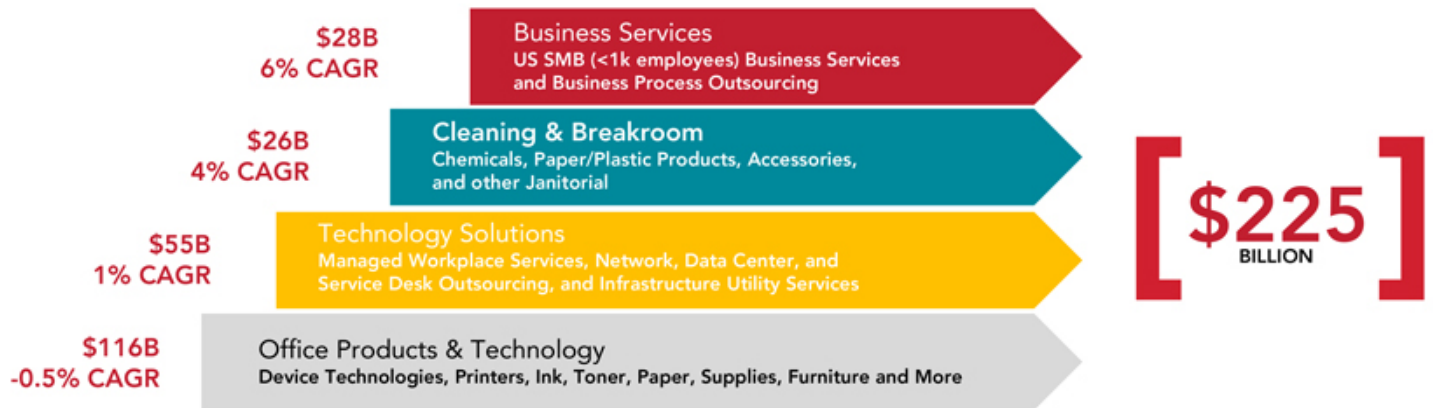 $28B
6% CAGR
Business Services
US SMB (<1k employees) Business Services
and Business Process Outsourcing
$26B
4% CAGR
Cleaning & Breakroom
Chemicals, Paper/Plastic Products, Accessories,
and other Janitorial
$55B
1% CAGR
Technology Solutions
Managed Workplace Services, Network, Data Center, and
Service Desk Outsourcing, and Infrastructure Utility Services
$116B
-0.5% CAGR
Office Products & Technology
Device Technologies, Printers, Ink, Toner, Paper, Supplies, Furniture and More
[$225]
BILLION